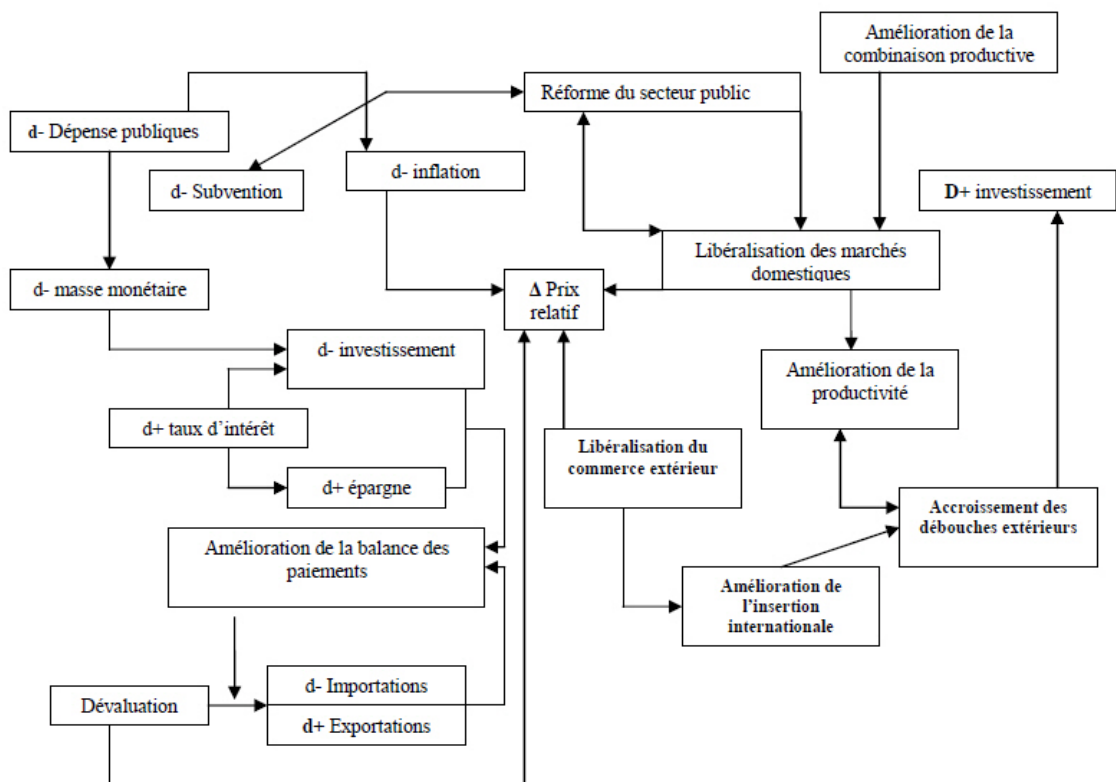 Amélioration de la
combinaison productive
Réforme du secteur public
d- Dépense publiques
d- inflation
d- Subvention
D+ investissement
Libéralisation des marchés
domestiques
d- masse monétaire
Δ Prix
relatif
d- investissement
Amélioration de la
productivité
d+ taux d’intérêt
Libéralisation du
commerce extérieur
d+ épargne
Accroissement des
débouches extérieurs
Amélioration de la balance des
paiements
Amélioration de
l’insertion
internationale
d- Importations
Dévaluation
d+ Exportations